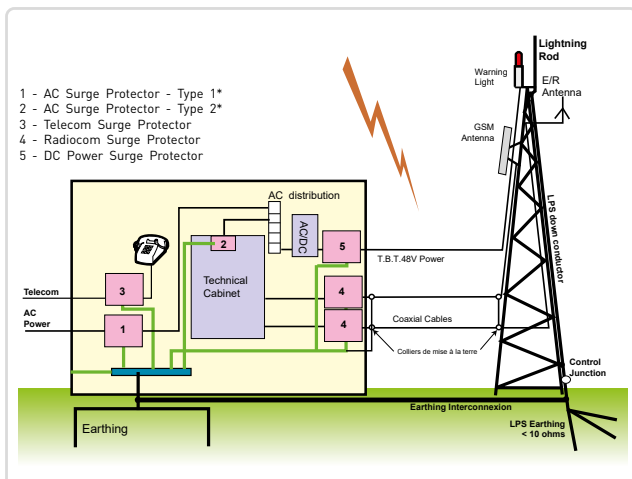 1 - AC Surge Protector - Type 1*
2 - AC Surge Protector - Type 2*
3 - Telecom Surge Protector
4 - Radiocom Surge Protector
5 - DC Power Surge Protector
Lightning
Rod
Warning
Light
E/R
Antenna
GSM
Antenna
LPS down conductor
AC distribution
2
AC/DC
5
T.B.T.48V Power
Technical
Cabinet
Telecom
3
4
AC
Power
1
4
Coaxial Cables
Colliers de mise à la terre
Control
Junction
Earthing Interconnexion
Earthing
LPS Earthing
< 10 ohms